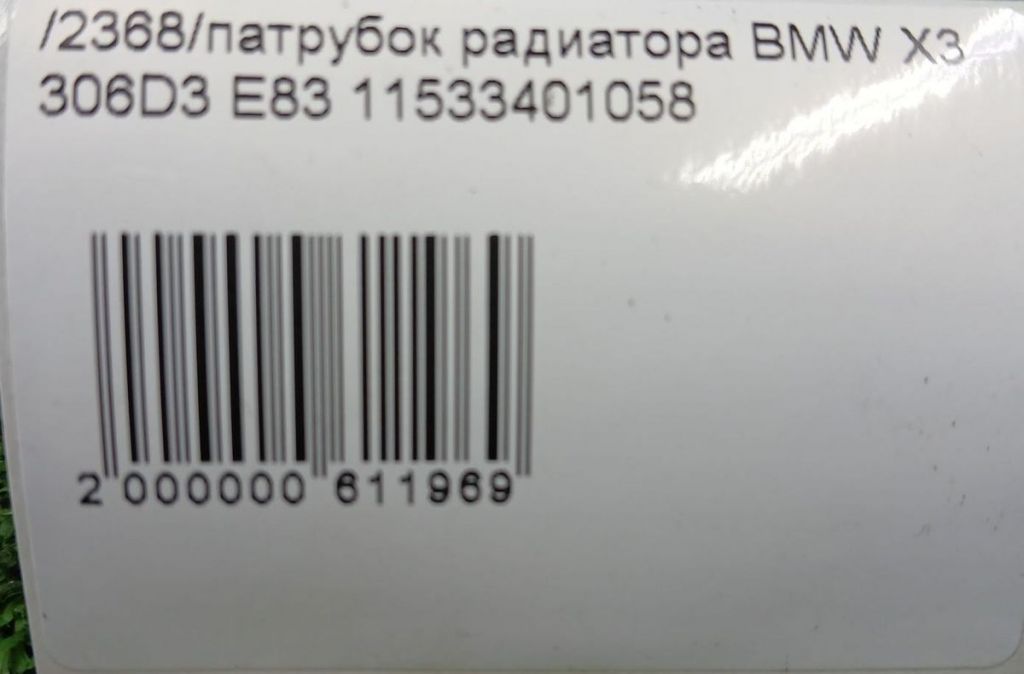 /2368/патрубок радиатора BMW X3
306D3 E83 11533401058
2 000000 611969